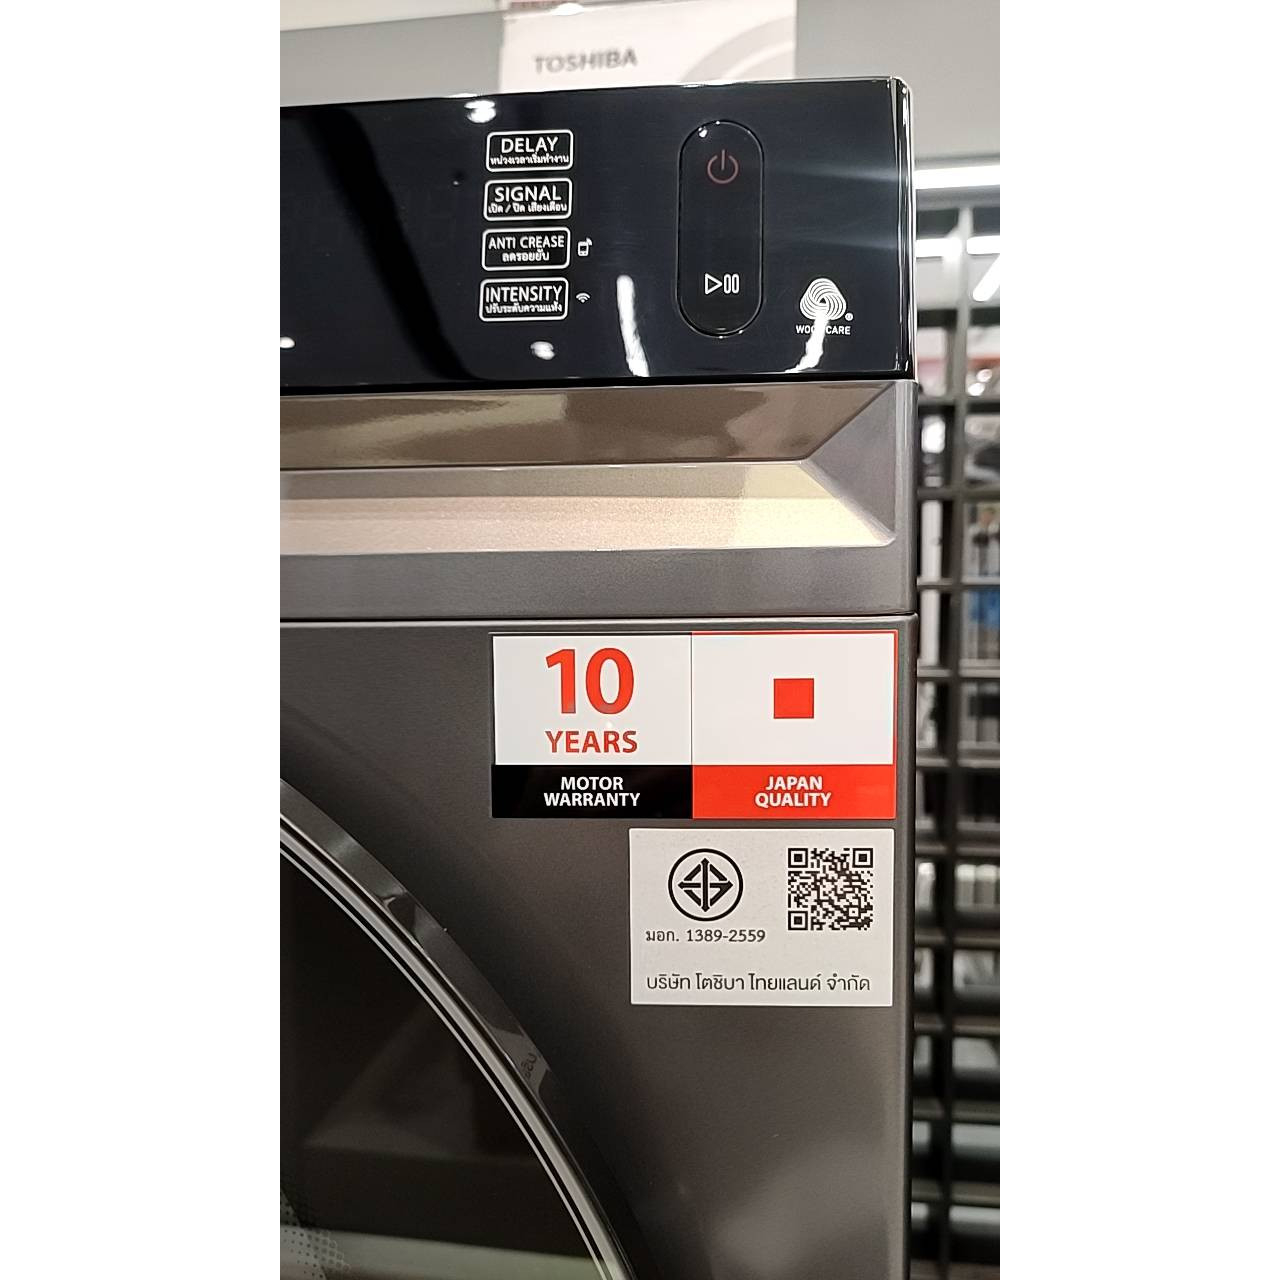 TOSHIBA
DELAY
หน่วงเวลาเริ่มทำงาน
SIGNAL
เปิด / ปิด เสียงเตือน
ANTI CREASE
ลดรอยยับ
INTENSITY
ปรับระดับความแห้ง
CARE
10
YEARS
MOTOR
WARRANTY
JAPAN
QUALITY
มอก. 1389-2559
บริษัท โตชิบา ไทยแลนด์ จำกัด